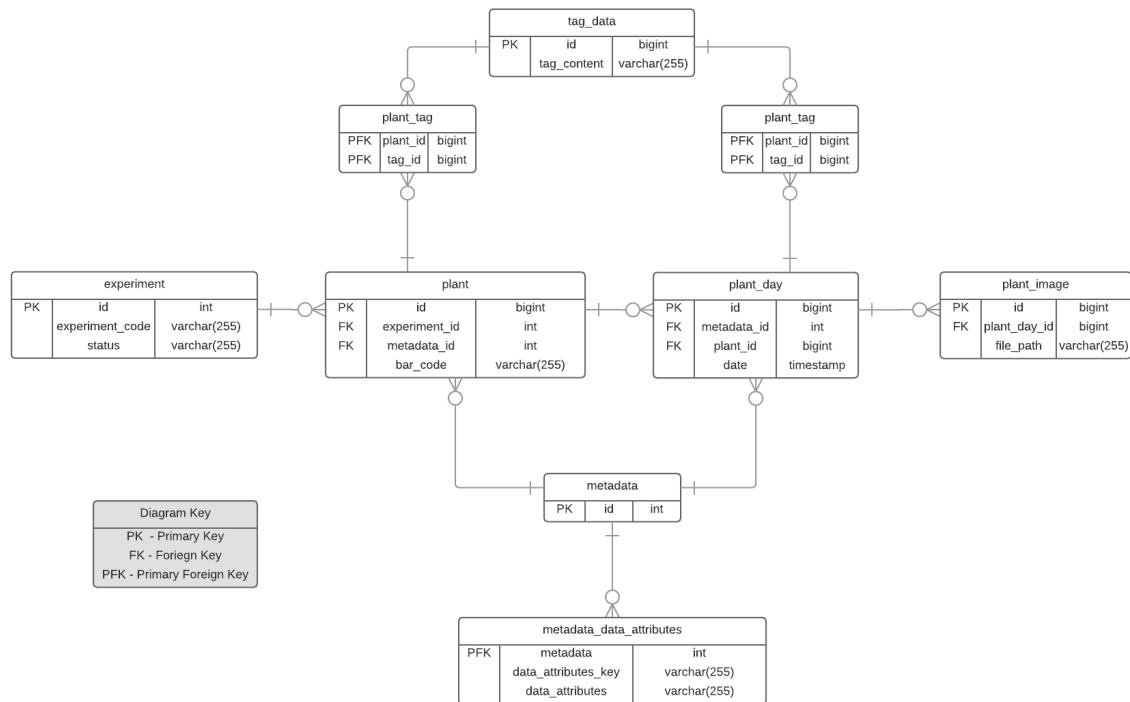 tag_data
PK id bigint
tag_content varchar(255)
plant_tag
PFK plant_id bigint
PFK tag_id bigint
plant_tag
PFK plant_id bigint
PFK tag_id bigint
experiment
PK id int
experiment_code varchar(255)
status varchar(255)
plant
PK id bigint
FK experiment_id int
FK metadata_id int
bar_code varchar(255)
plant_day
PK id bigint
FK metadata_id int
FK plant_id bigint
date timestamp
plant_image
PK id bigint
FK plant_day_id bigint
file_path varchar(255)
metadata
PK id int
Diagram Key
PK - Primary Key
FK - Foriegn Key
PFK - Primary Foreign Key
metadata_data_attributes
PFK metadata int
data_attributes_key varchar(255)
data_attributes varchar(255)